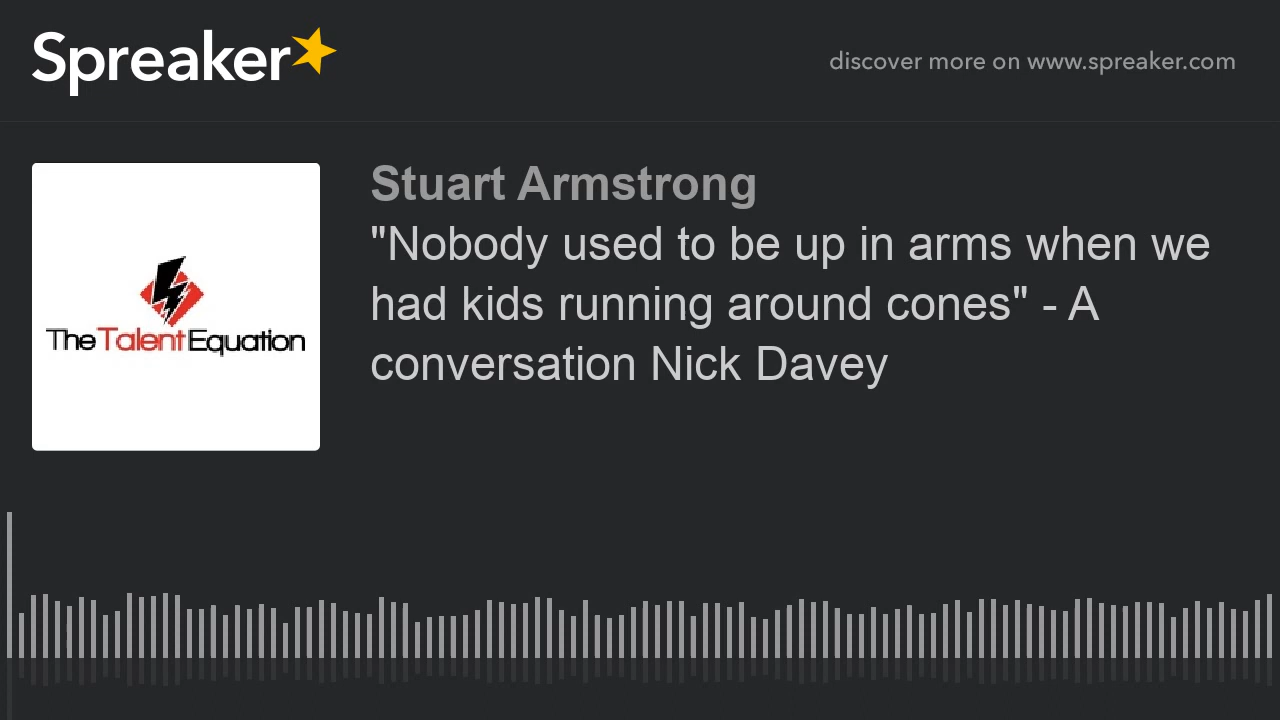 Spreaker
discover more on www.spreaker.com
Stuart Armstrong
"Nobody used to be up in arms when we
had kids running around cones" - A
conversation Nick Davey
The Talent Equation